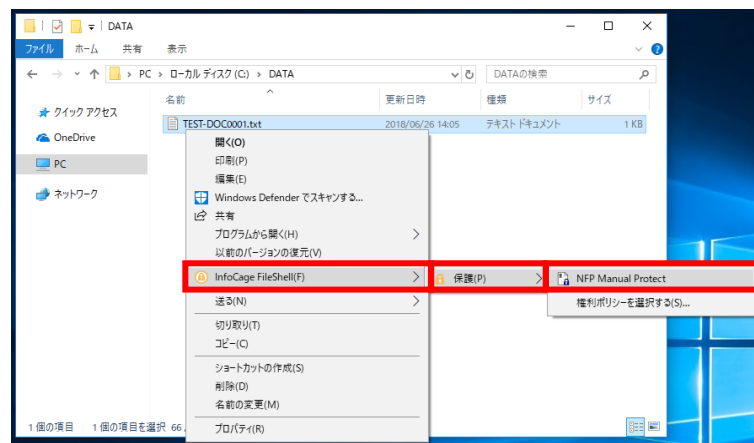 DATA
ファイル ホーム 共有 表示
PC > ローカル ディスク (C:) > DATA DATAの検索
名前 更新日時 種類 サイズ
クイック アクセス
OneDrive
PC
ネットワーク
TEST-DOC0001.txt 2018/06/26 14:05 テキスト ドキュメント 1 KB
開く(O)
印刷(P)
編集(E)
Windows Defender でスキャンする...
共有
プログラムから開く(H)
以前のバージョンの復元(V)
InfoCage FileShell(F) 保護(P) NFP Manual Protect
権利ポリシーを選択する(S)...
送る(N)
切り取り(T)
コピー(C)
ショートカットの作成(S)
削除(D)
名前の変更(M)
プロパティ(R)
1 個の項目 1 個の項目を選択 66